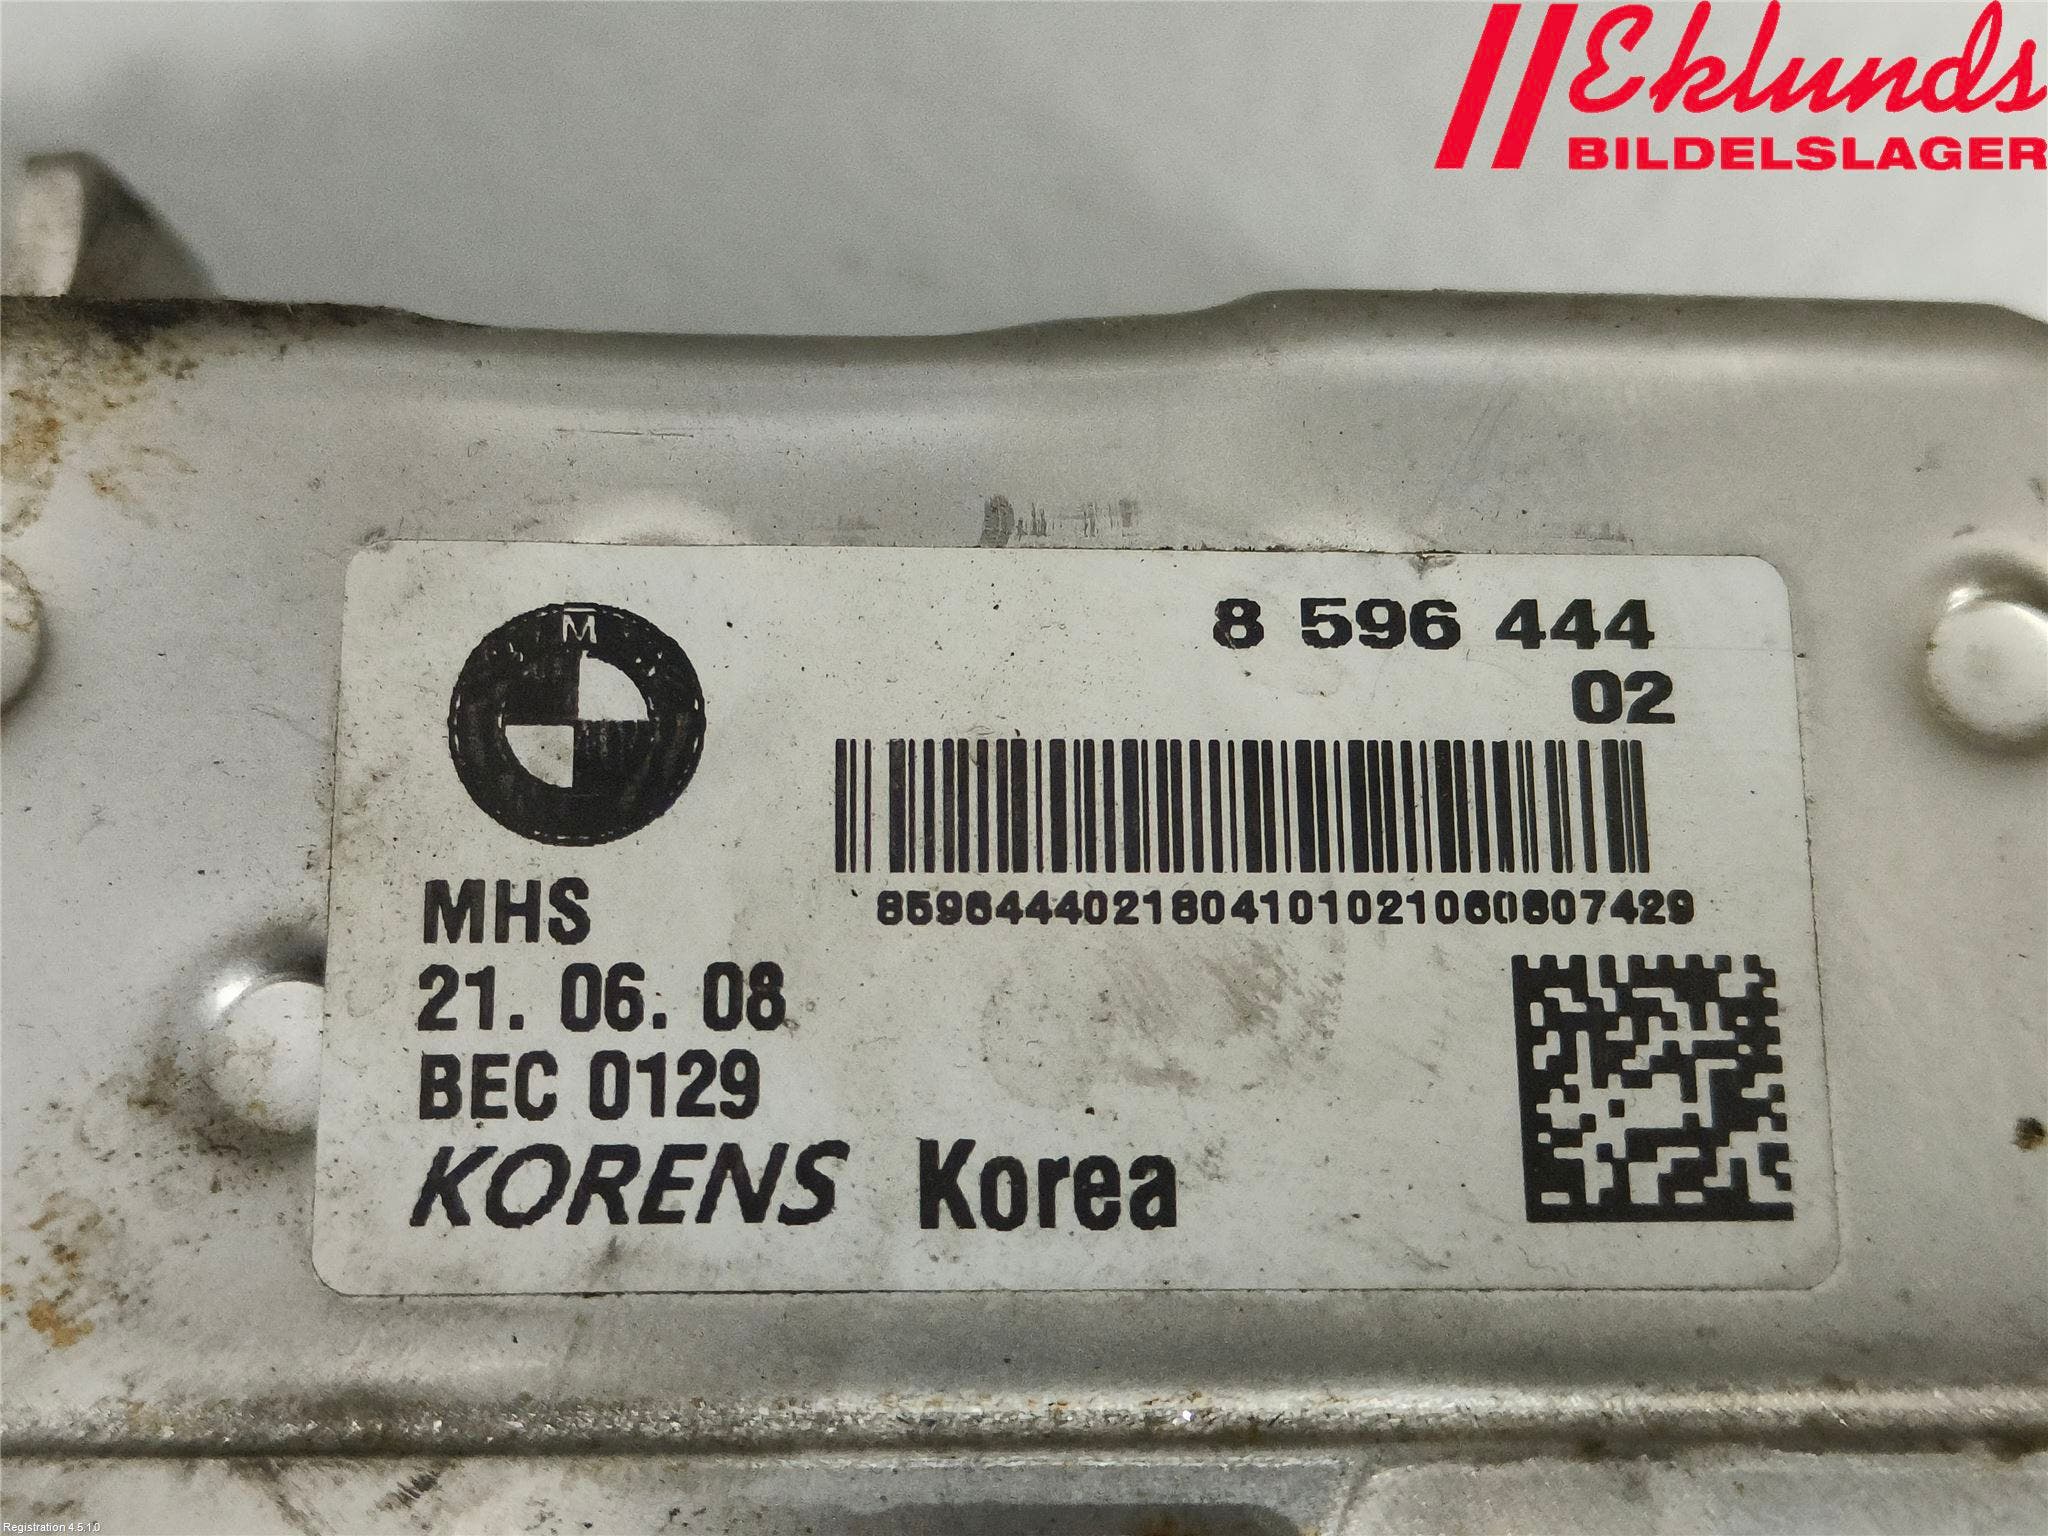 Eklunds
BILDELSLAGER
M
8 596 444
02
8596444021804101021060807429
MHS
21. 06. 08
BEC 0129
KORENS Korea
Registration 4.5.1.0